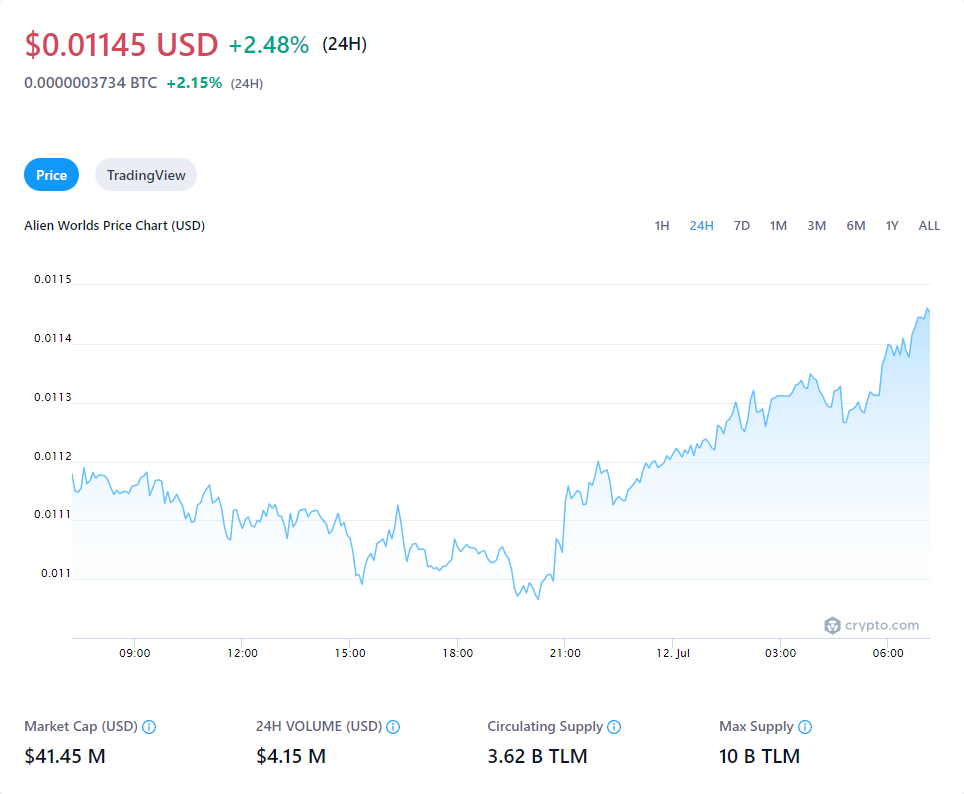 $0.01145 USD +2.48% (24H)
0.0000003734 BTC +2.15% (24H)
Price TradingView
Alien Worlds Price Chart (USD) 1H 24H 7D 1M 3M 6M 1Y ALL
0.0115
0.0114
0.0113
0.0112
0.0111
0.011
crypto.com
09:00 12:00 15:00 18:00 21:00 12. Jul 03:00 06:00
Market Cap (USD) 24H VOLUME (USD) Circulating Supply Max Supply
$41.45 M $4.15 M 3.62 B TLM 10 B TLM